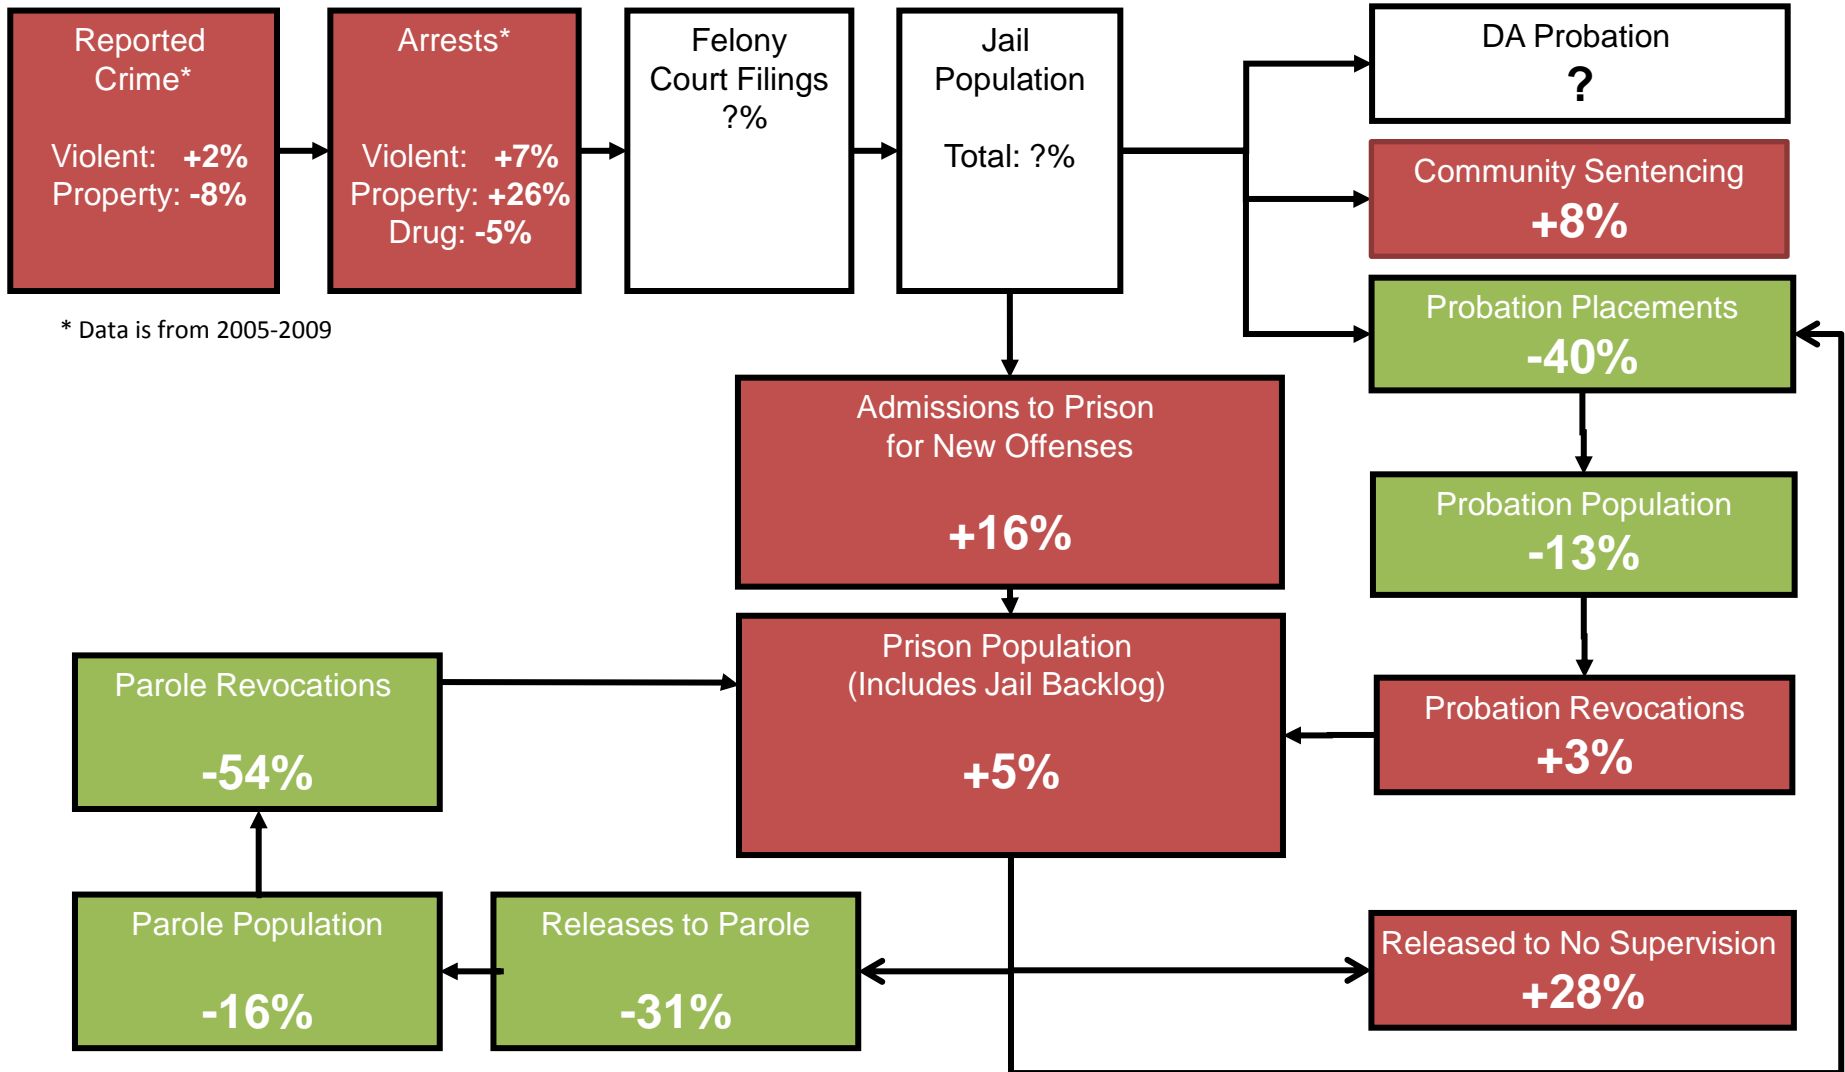 Reported
Crime*
Violent: +2%
Property: -8%
Arrests*
Violent: +7%
Property: +26%
Drug: -5%
Felony
Court Filings
?%
Jail
Population
Total: ?%
DA Probation
?
Community Sentencing
+8%
Probation Placements
-40%
* Data is from 2005-2009
Admissions to Prison
for New Offenses
+16%
Probation Population
-13%
Prison Population
(Includes Jail Backlog)
+5%
Parole Revocations
-54%
Probation Revocations
+3%
Parole Population
-16%
Releases to Parole
-31%
Released to No Supervision
+28%